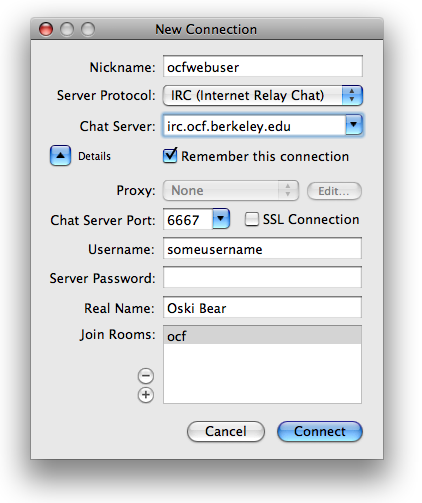 New Connection
Nickname: ocfwebuser
Server Protocol: IRC (Internet Relay Chat)
Chat Server: irc.ocf.berkeley.edu
Details Remember this connection
Proxy: None Edit...
Chat Server Port: 6667 SSL Connection
Username: someusername
Server Password:
Real Name: Oski Bear
Join Rooms: ocf
Cancel Connect